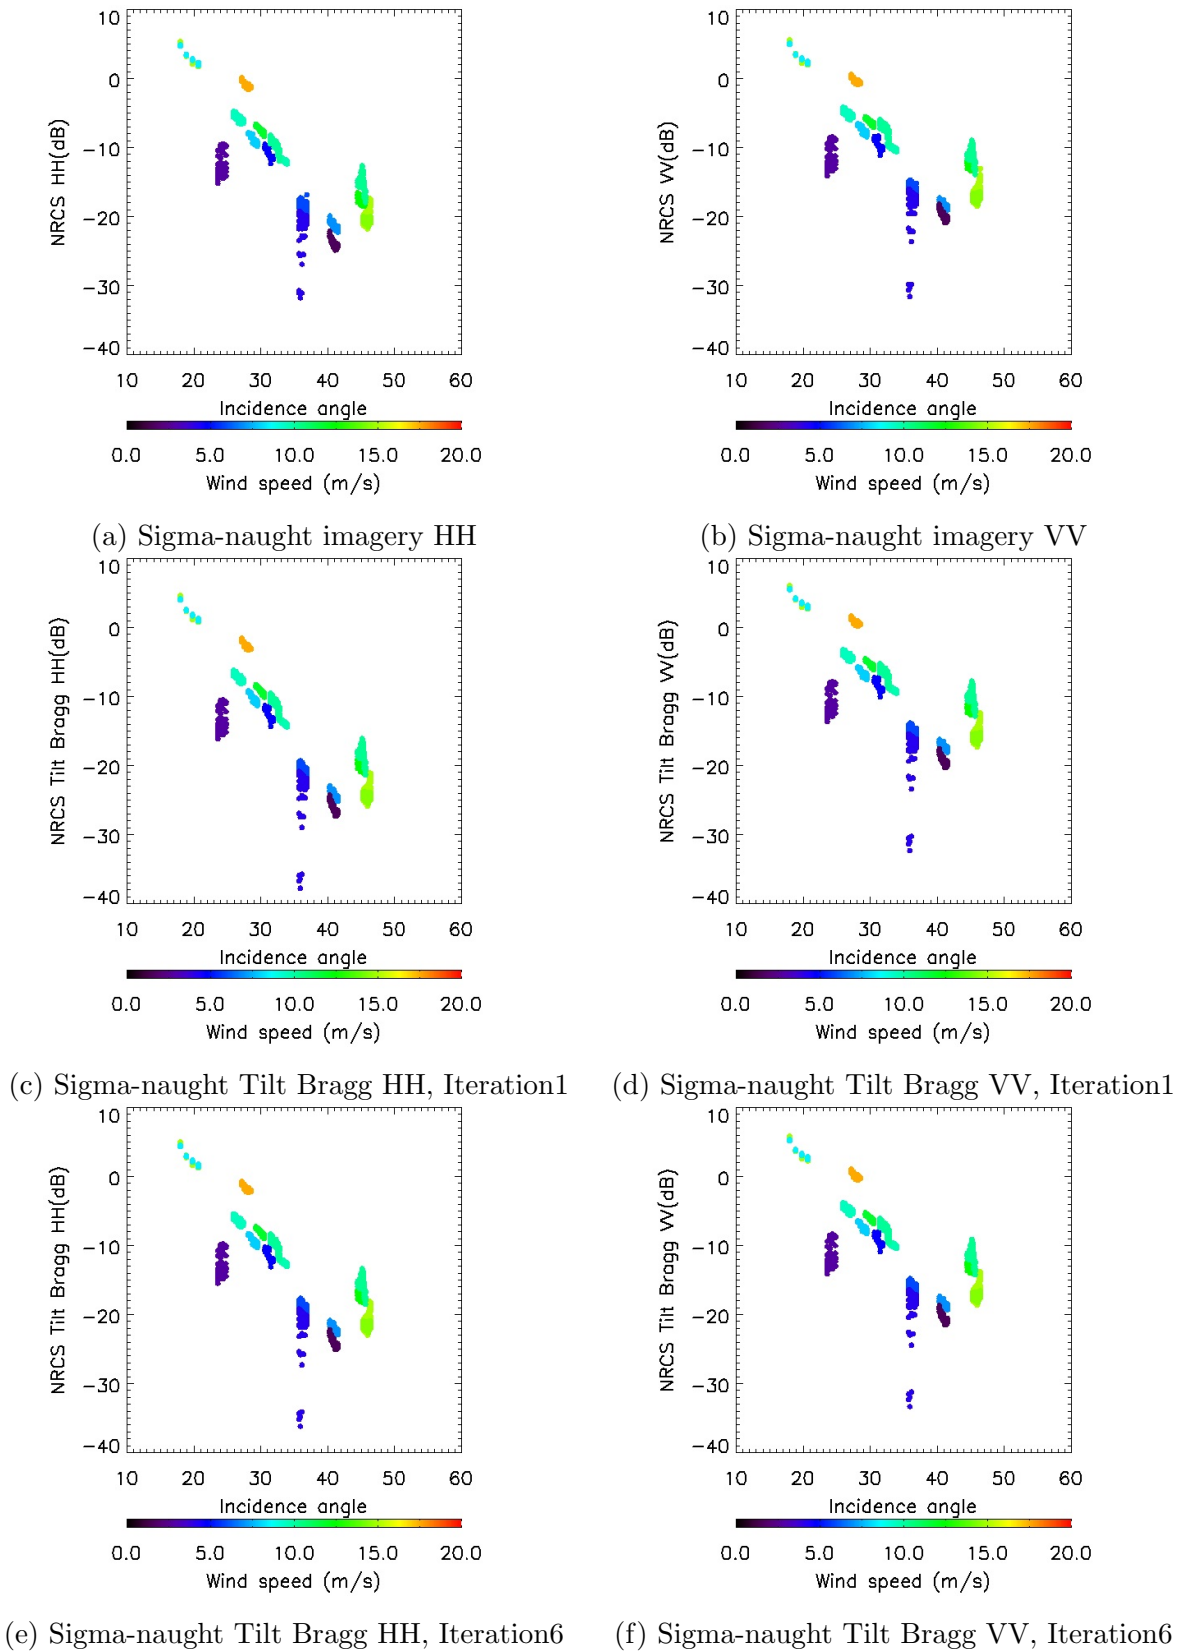 10
0
−10
−20
−30
−40
NRCS HH(dB)
10 20 30 40 50 60
Incidence angle
0.0 5.0 10.0 15.0 20.0
Wind speed (m/s)
(a) Sigma-naught imagery HH
10
0
−10
−20
−30
−40
NRCS VV(dB)
10 20 30 40 50 60
Incidence angle
0.0 5.0 10.0 15.0 20.0
Wind speed (m/s)
(b) Sigma-naught imagery VV
10
0
−10
−20
−30
−40
NRCS Tilt Bragg HH(dB)
10 20 30 40 50 60
Incidence angle
0.0 5.0 10.0 15.0 20.0
Wind speed (m/s)
(c) Sigma-naught Tilt Bragg HH, Iteration1
10
0
−10
−20
−30
−40
NRCS Tilt Bragg VV(dB)
10 20 30 40 50 60
Incidence angle
0.0 5.0 10.0 15.0 20.0
Wind speed (m/s)
(d) Sigma-naught Tilt Bragg VV, Iteration1
10
0
−10
−20
−30
−40
NRCS Tilt Bragg HH(dB)
10 20 30 40 50 60
Incidence angle
0.0 5.0 10.0 15.0 20.0
Wind speed (m/s)
(e) Sigma-naught Tilt Bragg HH, Iteration6
10
0
−10
−20
−30
−40
NRCS Tilt Bragg VV(dB)
10 20 30 40 50 60
Incidence angle
0.0 5.0 10.0 15.0 20.0
Wind speed (m/s)
(f) Sigma-naught Tilt Bragg VV, Iteration6